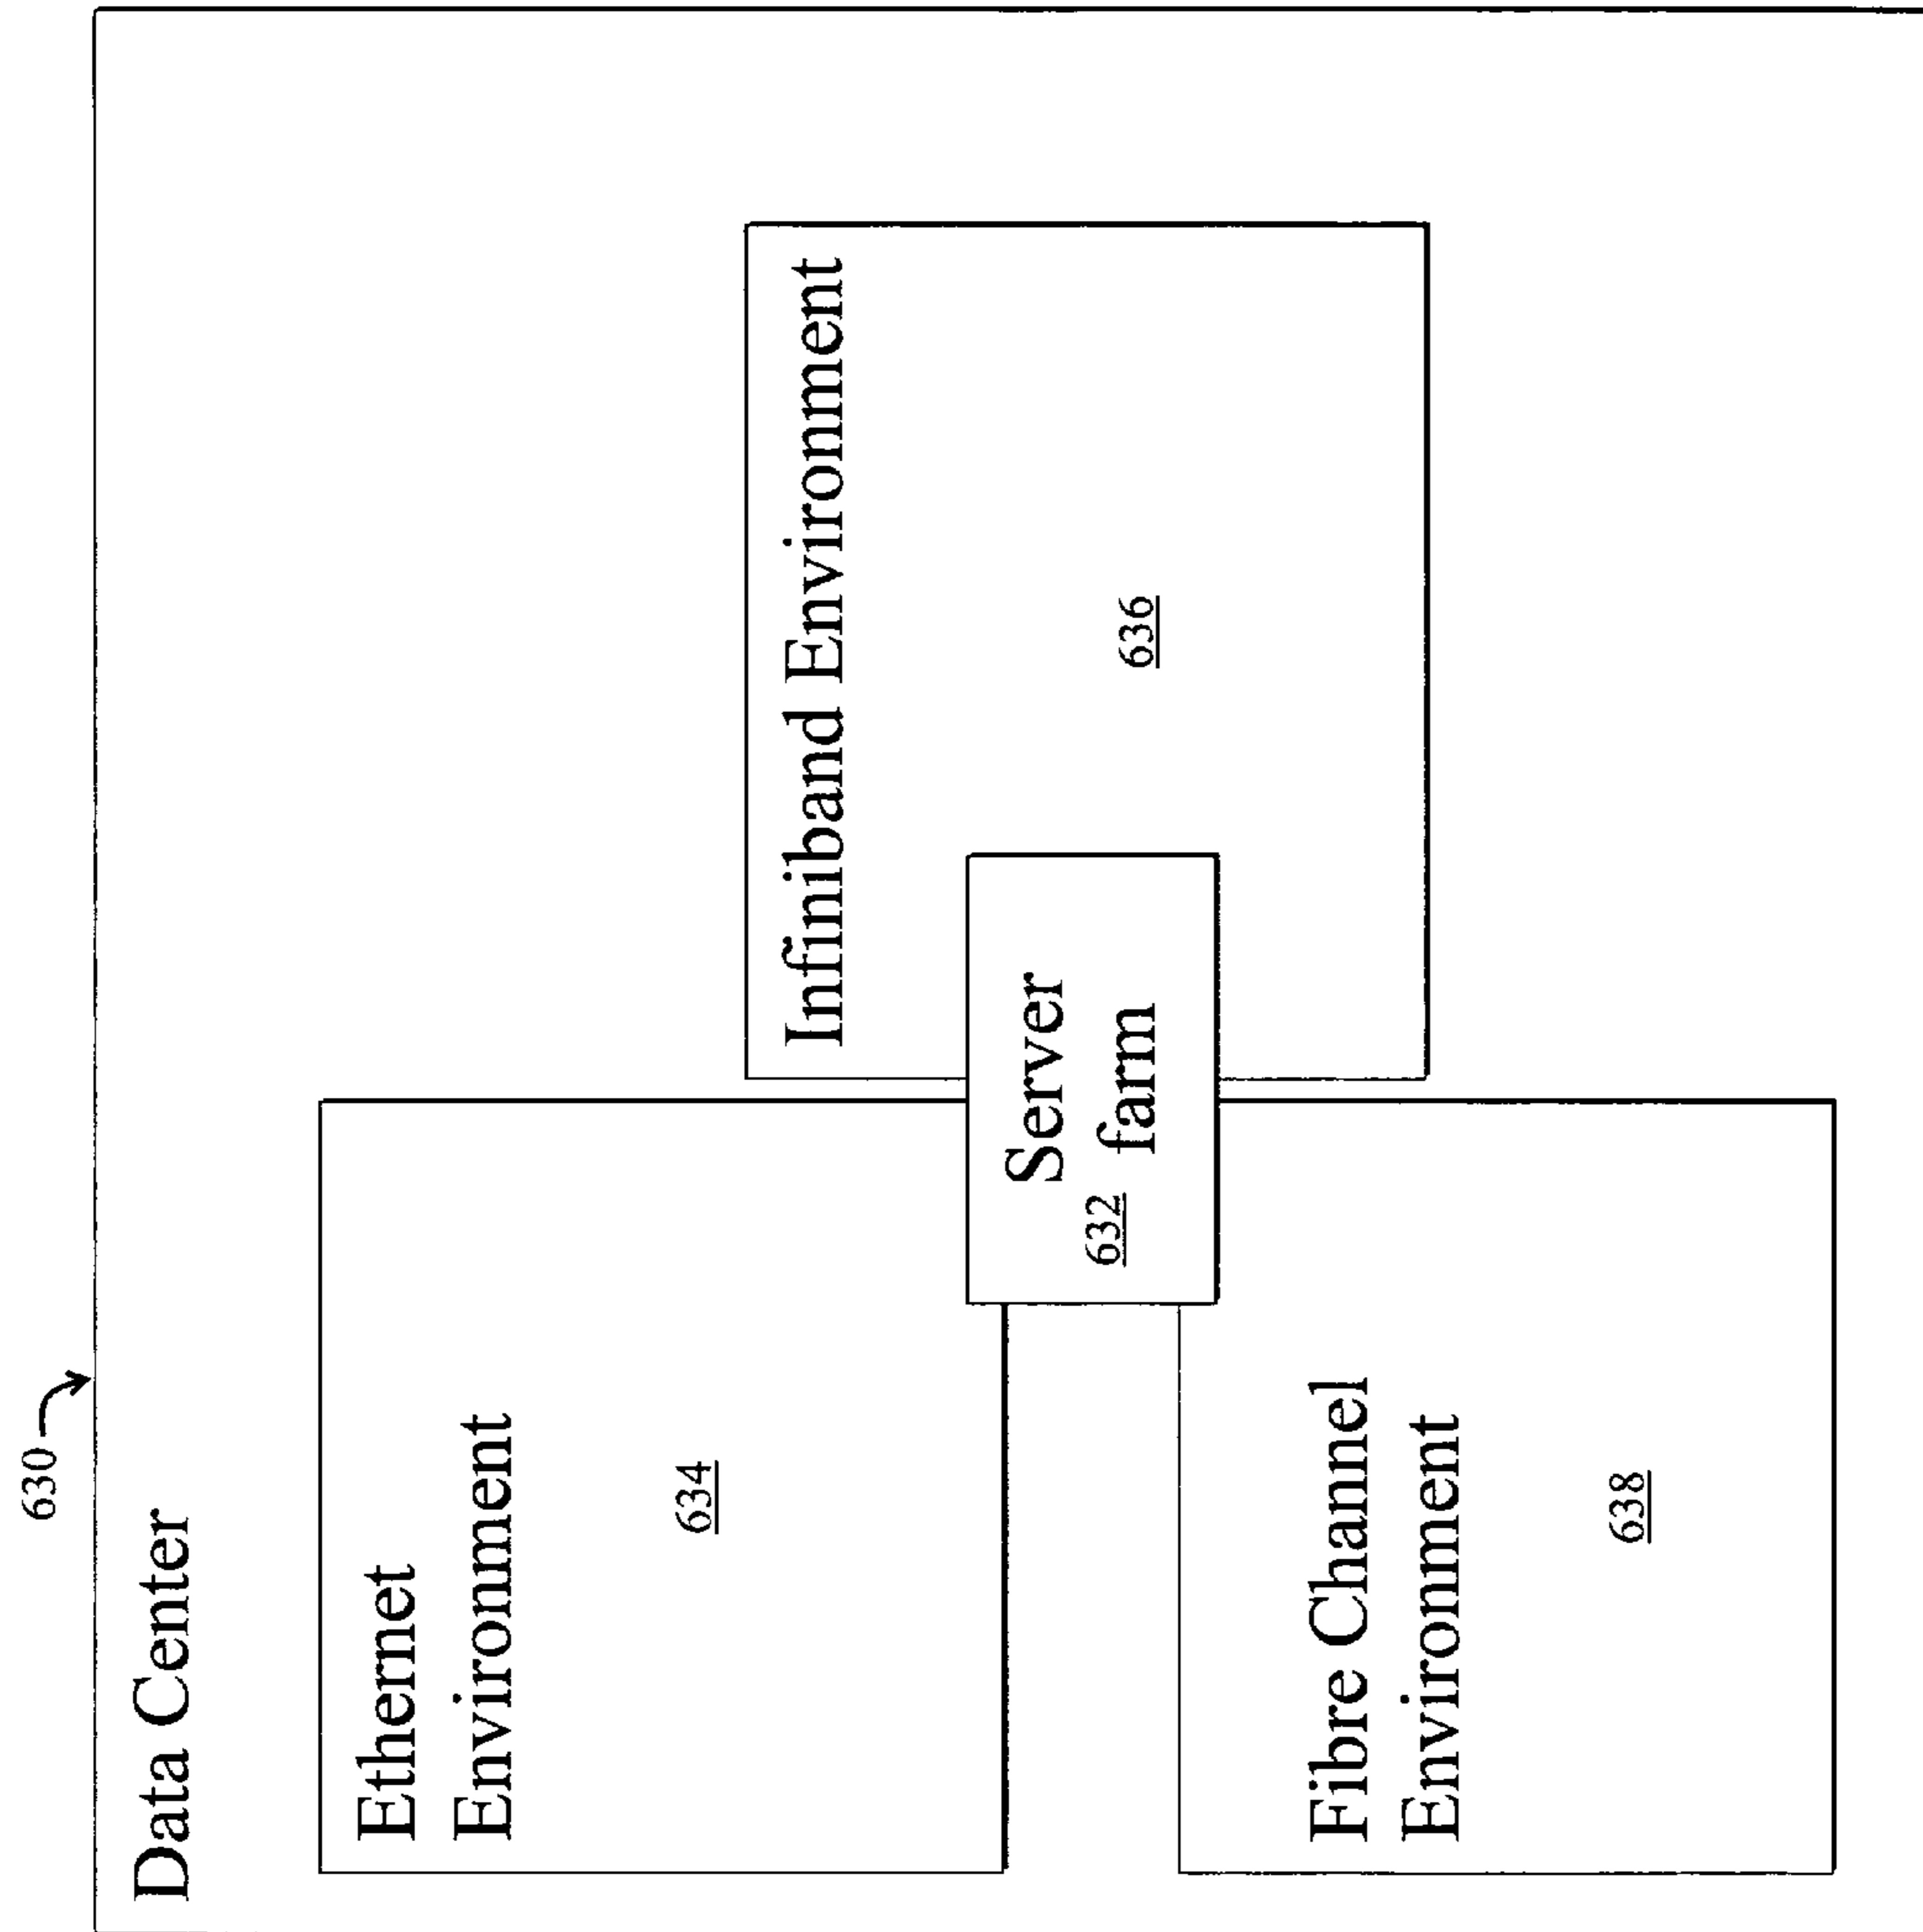 630
Data Center
Ethernet
Environment
634
Infiniband Environment
636
Server
farm
632
Fibre Channel
Environment
638